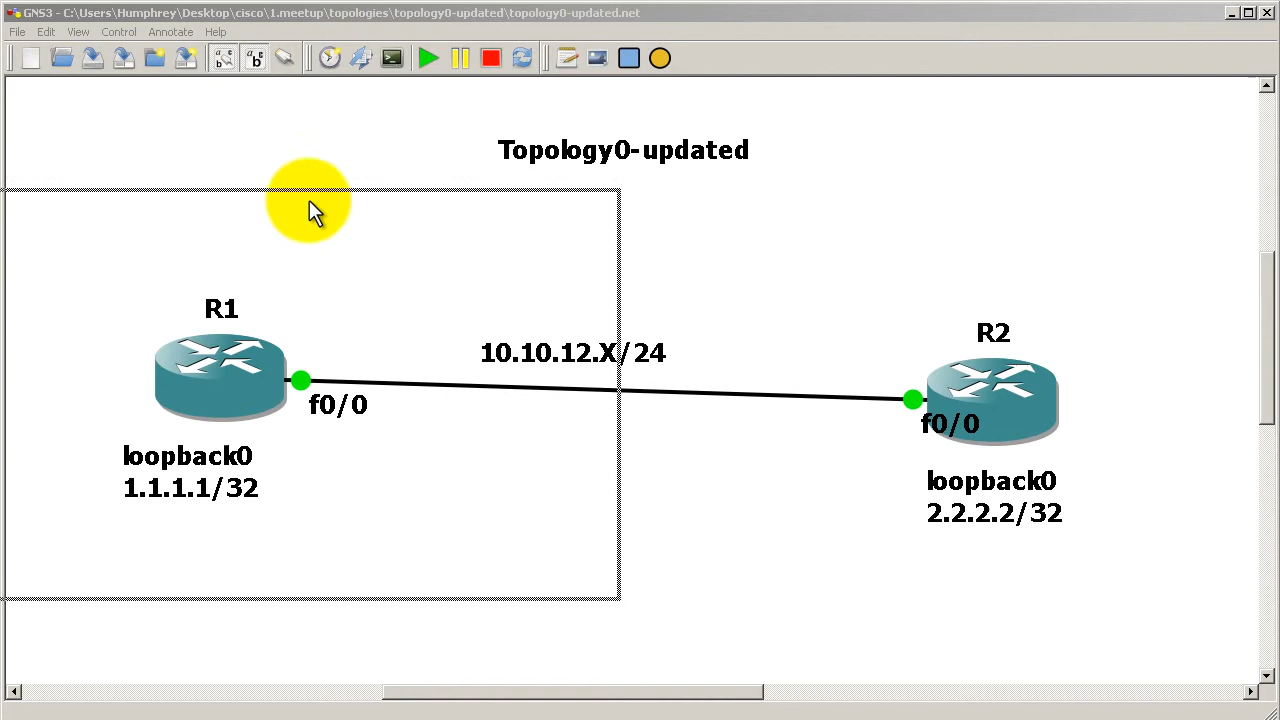 GNS3 - C:\Users\Humphrey\Desktop\cisco\1.meetup\topologies\topology0-updated\topology0-updated.net
File Edit View Control Annotate Help
Topology0-updated
R1
R2
10.10.12.X/24
f0/0
f0/0
loopback0
1.1.1.1/32
loopback0
2.2.2.2/32